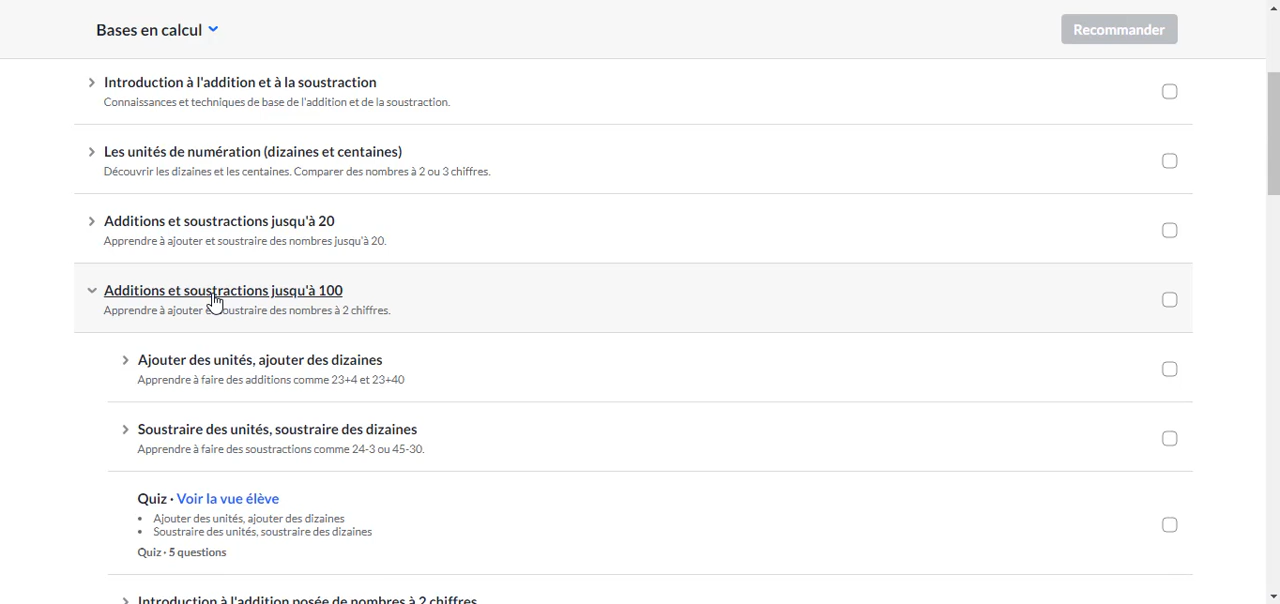 Bases en calcul
Recommander
Introduction à l'addition et à la soustraction
Connaissances et techniques de base de l'addition et de la soustraction.
Les unités de numération (dizaines et centaines)
Découvrir les dizaines et les centaines. Comparer des nombres à 2 ou 3 chiffres.
Additions et soustractions jusqu'à 20
Apprendre à ajouter et soustraire des nombres jusqu'à 20.
Additions et soustractions jusqu'à 100
Apprendre à ajouter soustraire des nombres à 2 chiffres.
Ajouter des unités, ajouter des dizaines
Apprendre à faire des additions comme 23+4 et 23+40
Soustraire des unités, soustraire des dizaines
Apprendre à faire des soustractions comme 24-3 ou 45-30.
Quiz · Voir la vue élève
• Ajouter des unités, ajouter des dizaines
• Soustraire des unités, soustraire des dizaines
Quiz · 5 questions
Introduction à l'addition posée de nombres à 2 chiffres